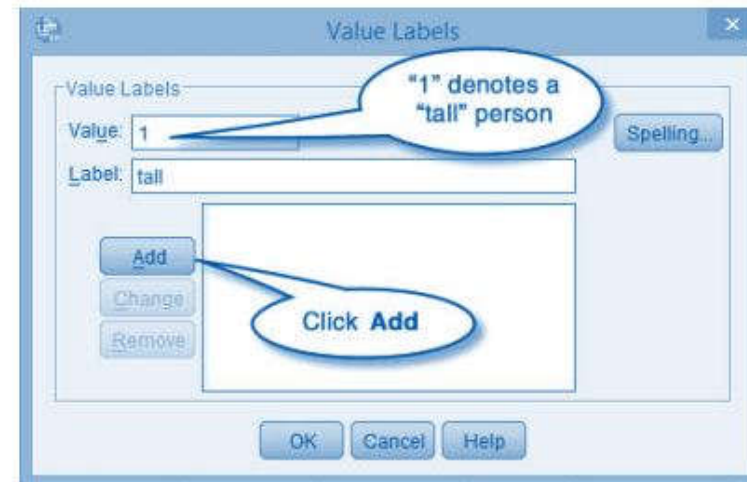 Value Labels
×
Value Labels
"1" denotes a
"tall" person
Value: 1
Spelling...
Label: tall
Add
Change
Click Add
Remove
OK Cancel Help